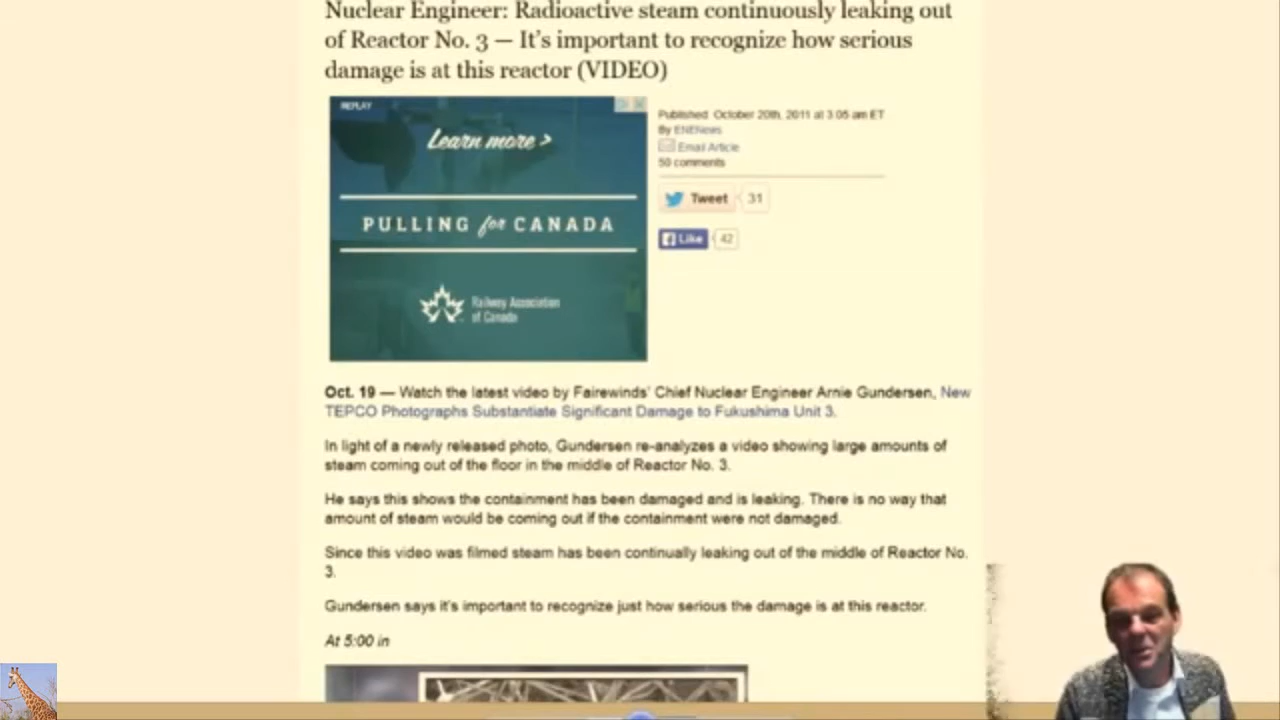 Nuclear Engineer: Radioactive steam continuously leaking out
of Reactor No. 3 — It's important to recognize how serious
damage is at this reactor (VIDEO)
REPLAY
Learn more >
PULLING for CANADA
Railway Association
of Canada
Published: October 20th, 2011 at 3:05 am ET
By ENENews
Email Article
50 comments
Tweet 31
Like 42
Oct. 19 — Watch the latest video by Fairewinds' Chief Nuclear Engineer Arnie Gundersen, New
TEPCO Photographs Substantiate Significant Damage to Fukushima Unit 3.
In light of a newly released photo, Gundersen re-analyzes a video showing large amounts of
steam coming out of the floor in the middle of Reactor No. 3.
He says this shows the containment has been damaged and is leaking. There is no way that
amount of steam would be coming out if the containment were not damaged.
Since this video was filmed steam has been continually leaking out of the middle of Reactor No.
3.
Gundersen says it's important to recognize just how serious the damage is at this reactor.
At 5:00 in